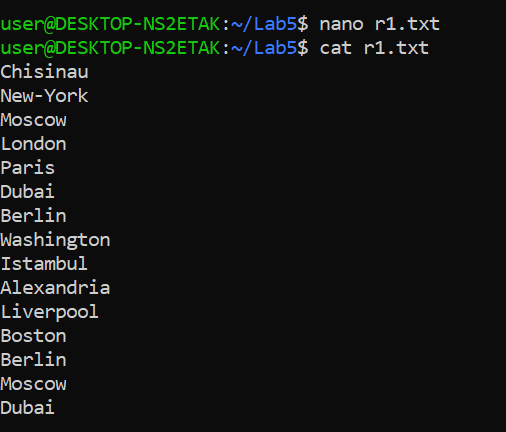 user@DESKTOP-NS2ETAK:~/Lab5$ nano r1.txt
user@DESKTOP-NS2ETAK:~/Lab5$ cat r1.txt
Chisinau
New-York
Moscow
London
Paris
Dubai
Berlin
Washington
Istambul
Alexandria
Liverpool
Boston
Berlin
Moscow
Dubai